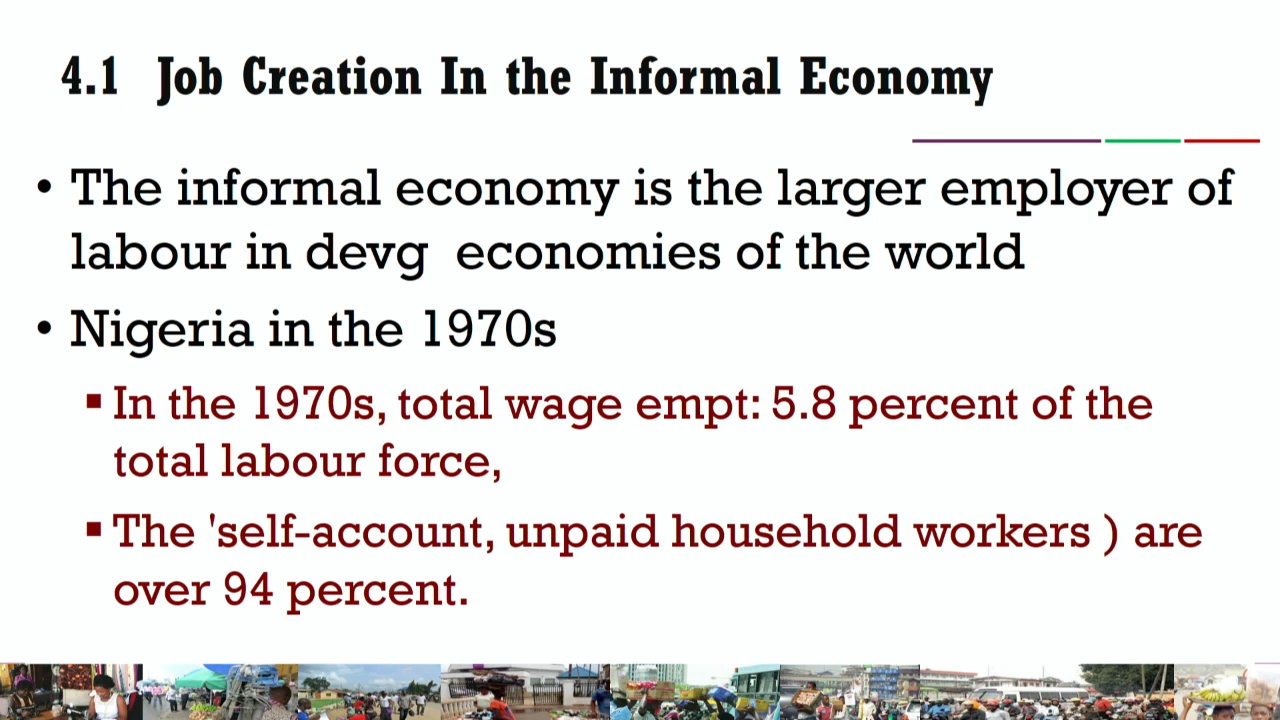 4.1 Job Creation In the Informal Economy
• The informal economy is the larger employer of
labour in devg economies of the world
• Nigeria in the 1970s
▪ In the 1970s, total wage empt: 5.8 percent of the
total labour force,
▪ The 'self-account, unpaid household workers ) are
over 94 percent.